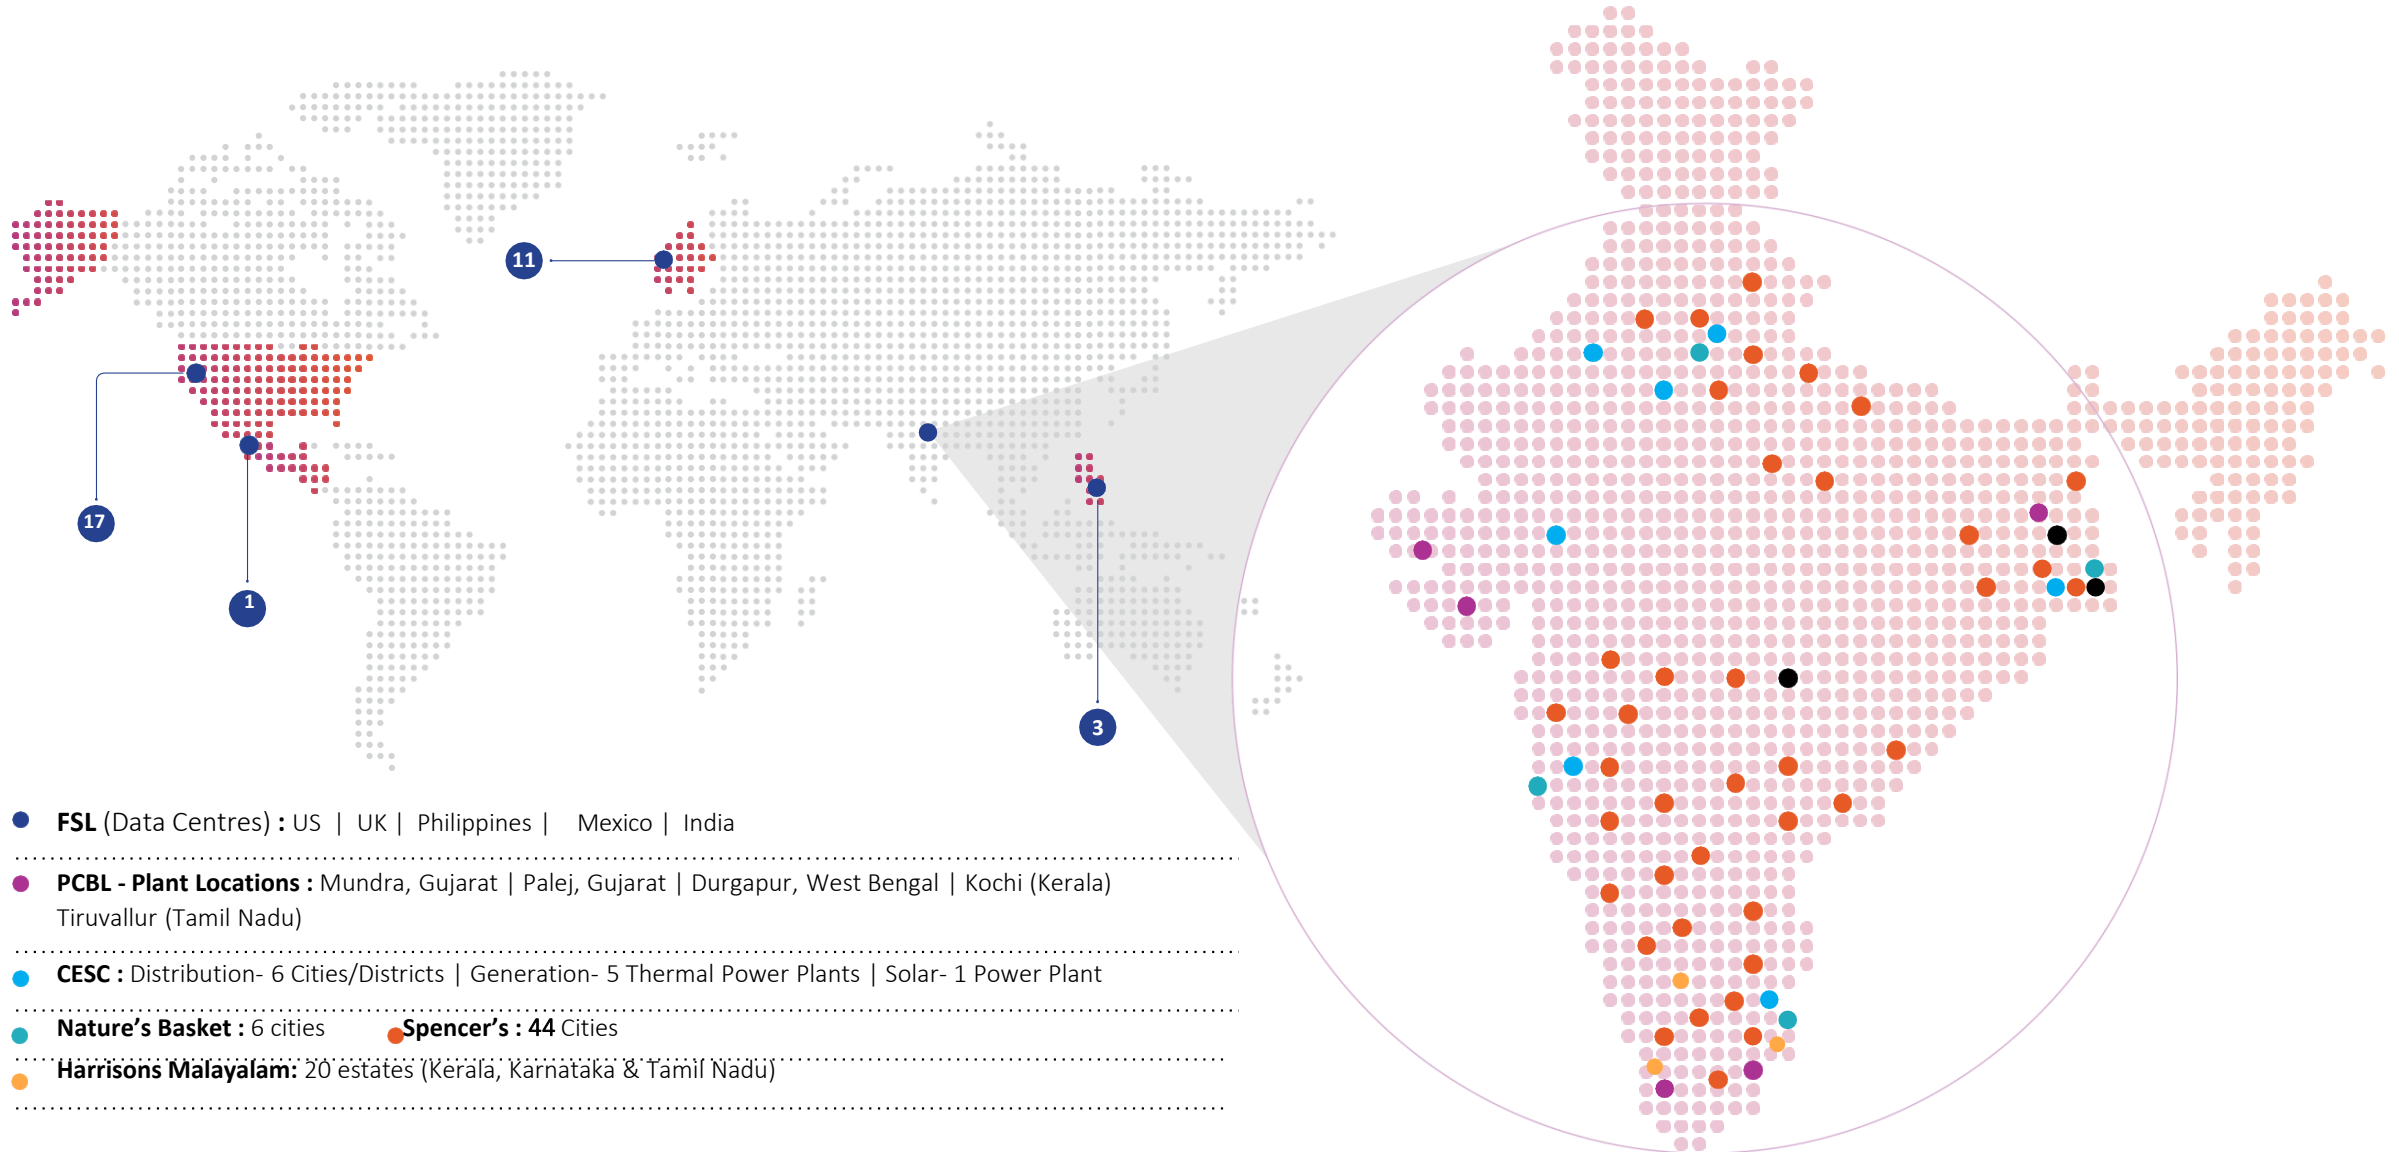 11
17
1
3
FSL (Data Centres) : US | UK | Philippines | Mexico | India
PCBL - Plant Locations : Mundra, Gujarat | Palej, Gujarat | Durgapur, West Bengal | Kochi (Kerala)
Tiruvallur (Tamil Nadu)
CESC : Distribution- 6 Cities/Districts | Generation- 5 Thermal Power Plants | Solar- 1 Power Plant
Nature’s Basket : 6 cities Spencer’s : 44 Cities
Harrisons Malayalam: 20 estates (Kerala, Karnataka & Tamil Nadu)